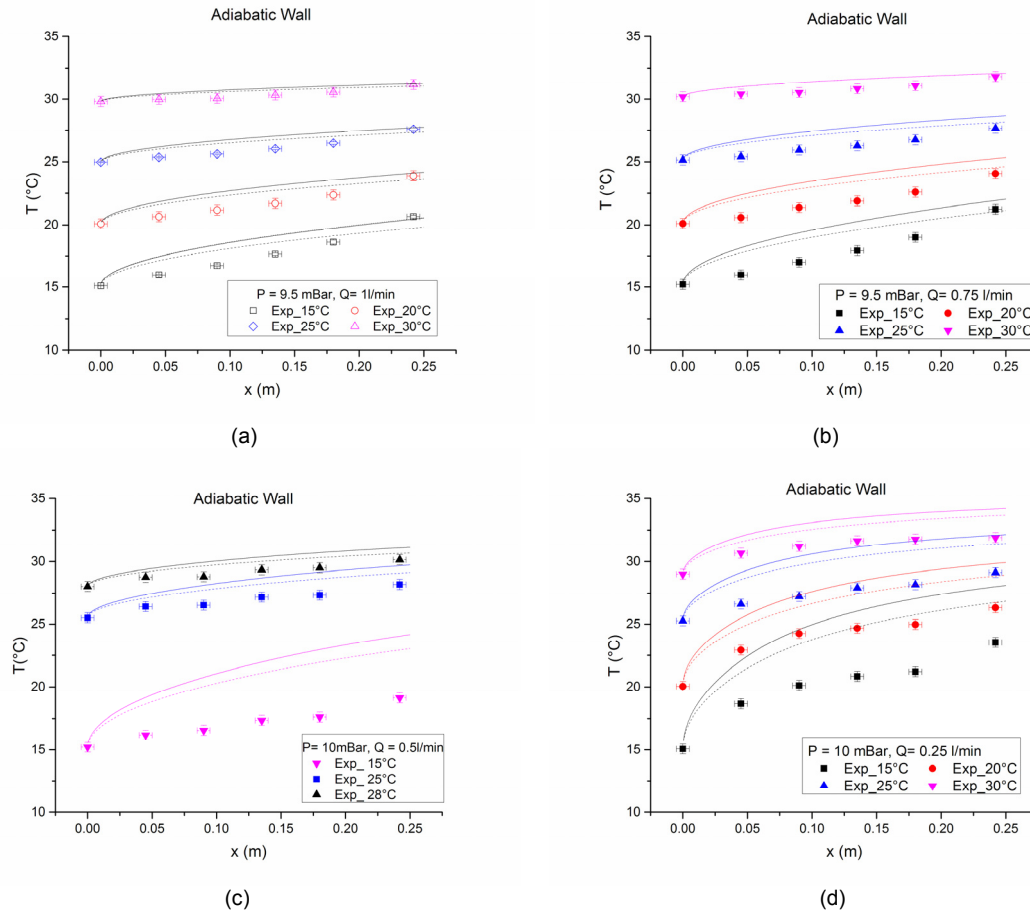 Adiabatic Wall
35
30
25
20
15
10
T (°C)
P = 9.5 mBar, Q= 1l/min
Exp_15°C Exp_20°C
Exp_25°C Exp_30°C
0.00 0.05 0.10 0.15 0.20 0.25
x (m)
(a)
Adiabatic Wall
35
30
25
20
15
10
T (°C)
P = 9.5 mBar, Q= 0.75 l/min
Exp_15°C Exp_20°C
Exp_25°C Exp_30°C
0.00 0.05 0.10 0.15 0.20 0.25
x (m)
(b)
Adiabatic Wall
35
30
25
20
15
10
T(°C)
P= 10mBar, Q = 0.5l/min
Exp_ 15°C
Exp_ 25°C
Exp_ 28°C
0.00 0.05 0.10 0.15 0.20 0.25
x (m)
(c)
Adiabatic Wall
35
30
25
20
15
10
T (°C)
P = 10 mBar, Q= 0.25 l/min
Exp_15°C Exp_20°C
Exp_25°C Exp_30°C
0.00 0.05 0.10 0.15 0.20 0.25
x (m)
(d)